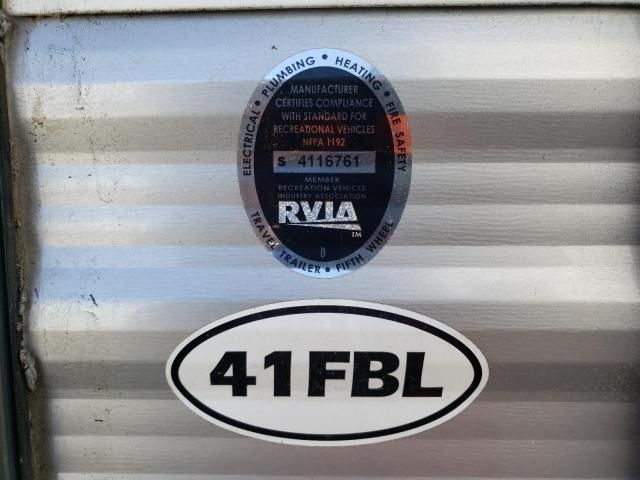 ELECTRICAL • PLUMBING • HEATING • FIRE SAFETY
MANUFACTURER
CERTIFIES COMPLIANCE
WITH STANDARD FOR
RECREATIONAL VEHICLES
NFPA 1192
S 4116761
MEMBER
RECREATION VEHICLE
INDUSTRY ASSOCIATION
RVIA
TM
D
TRAVEL TRAILER • FIFTH WHEEL
41FBL